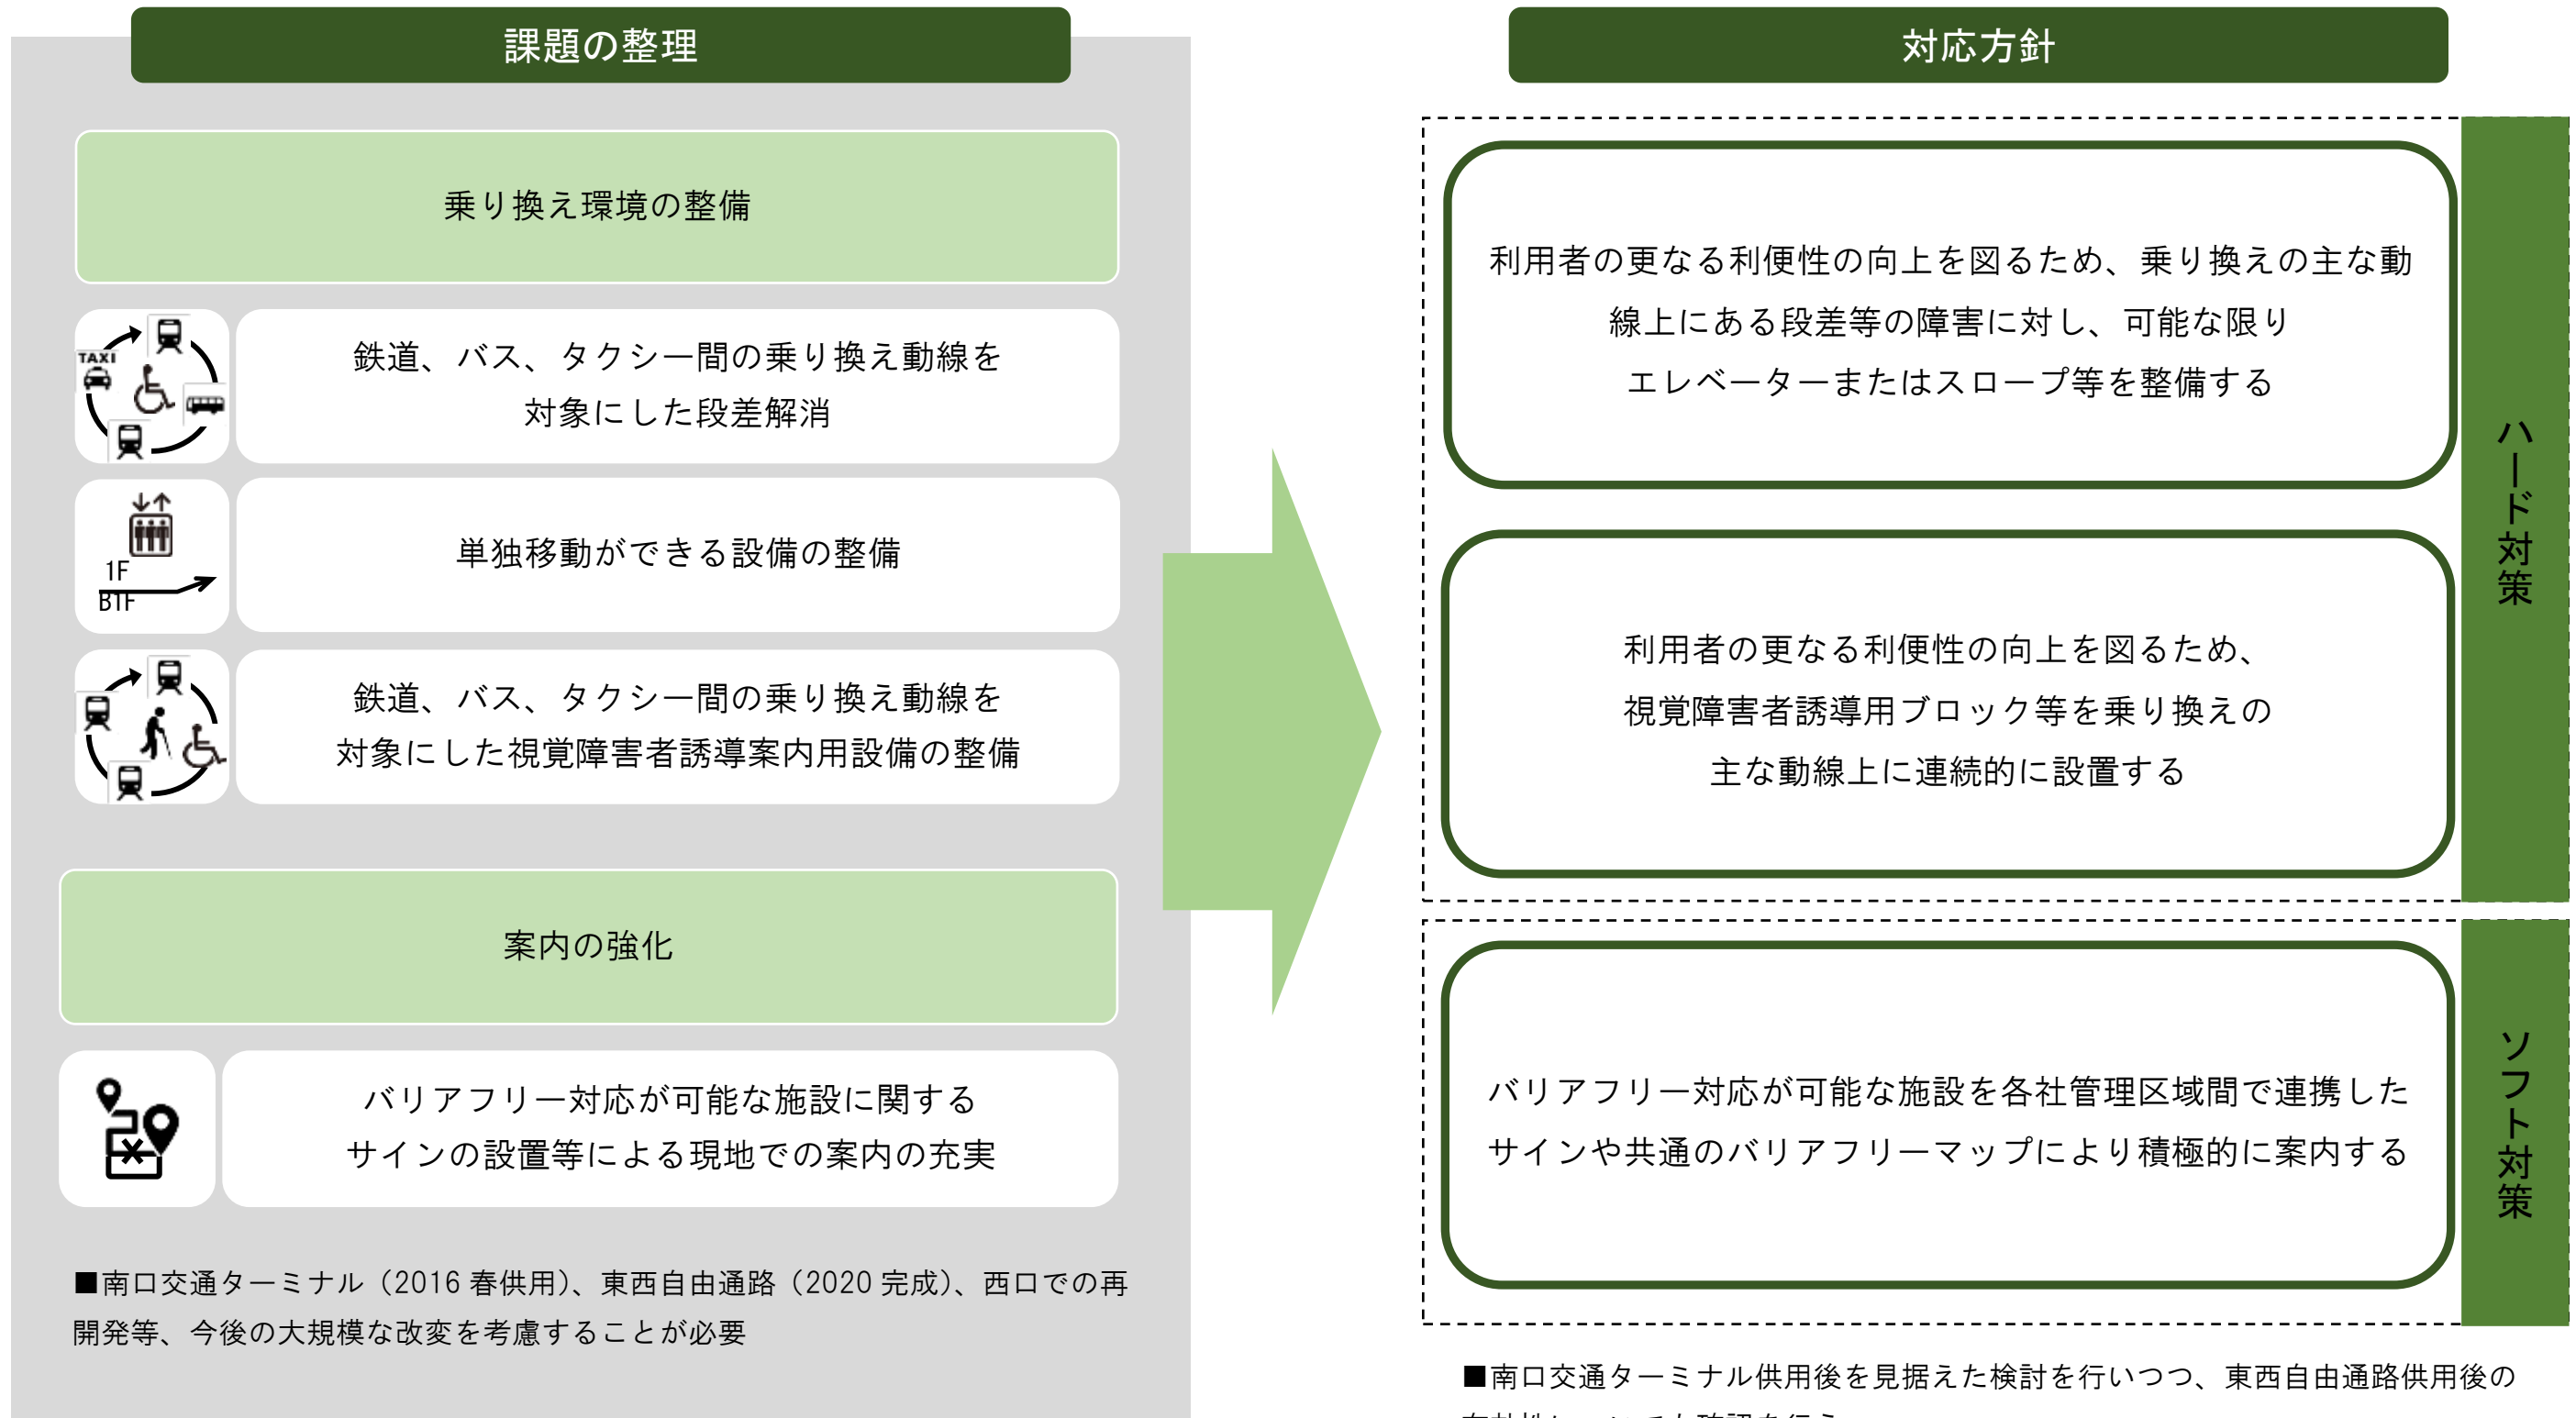 課題の整理
乗り換え環境の整備
TAXI
鉄道、バス、タクシー間の乗り換え動線を
対象にした段差解消
1F
B1F
単独移動ができる設備の整備
鉄道、バス、タクシー間の乗り換え動線を
対象にした視覚障害者誘導案内用設備の整備
案内の強化
バリアフリー対応が可能な施設に関する
サインの設置等による現地での案内の充実
■南口交通ターミナル（2016 春供用）、東西自由通路（2020 完成）、西口での再
開発等、今後の大規模な改変を考慮することが必要
対応方針
利用者の更なる利便性の向上を図るため、乗り換えの主な動
線上にある段差等の障害に対し、可能な限り
エレベーターまたはスロープ等を整備する
利用者の更なる利便性の向上を図るため、
視覚障害者誘導用ブロック等を乗り換えの
主な動線上に連続的に設置する
ハード対策
バリアフリー対応が可能な施設を各社管理区域間で連携した
サインや共通のバリアフリーマップにより積極的に案内する
ソフト対策
■南口交通ターミナル供用後を見据えた検討を行いつつ、東西自由通路供用後の